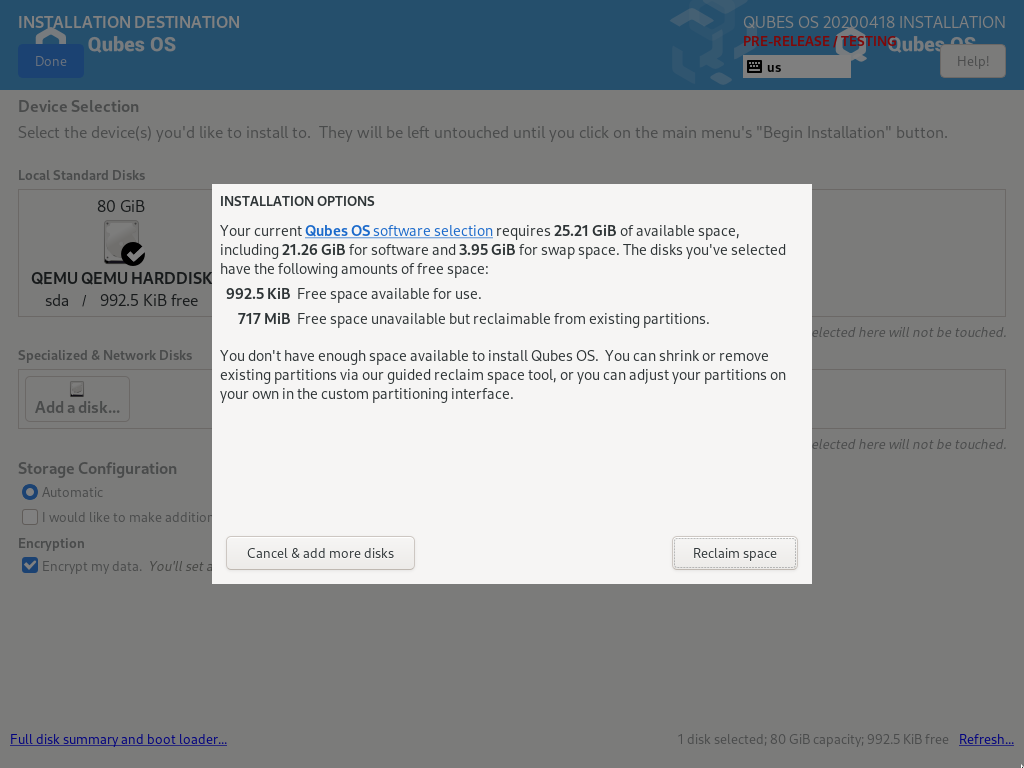 INSTALLATION DESTINATION
Qubes OS
Done
QUBES OS 20200418 INSTALLATION
PRE-RELEASE / TESTING
Qubes OS
us
Help!
Device Selection
Select the device(s) you'd like to install to.  They will be left untouched until you click on the main menu's "Begin Installation" button.
Local Standard Disks
80 GiB
QEMU QEMU HARDDISK
sda / 992.5 KiB free
elected here will not be touched.
Specialized & Network Disks
Add a disk...
elected here will not be touched.
Storage Configuration
Automatic
I would like to make addition
Encryption
Encrypt my data. You'll set a
INSTALLATION OPTIONS
Your current Qubes OS software selection requires 25.21 GiB of available space,
including 21.26 GiB for software and 3.95 GiB for swap space. The disks you've selected
have the following amounts of free space:
992.5 KiB Free space available for use.
717 MiB Free space unavailable but reclaimable from existing partitions.
You don't have enough space available to install Qubes OS.  You can shrink or remove
existing partitions via our guided reclaim space tool, or you can adjust your partitions on
your own in the custom partitioning interface.
Cancel & add more disks
Reclaim space
Full disk summary and boot loader...
1 disk selected; 80 GiB capacity; 992.5 KiB free
Refresh...